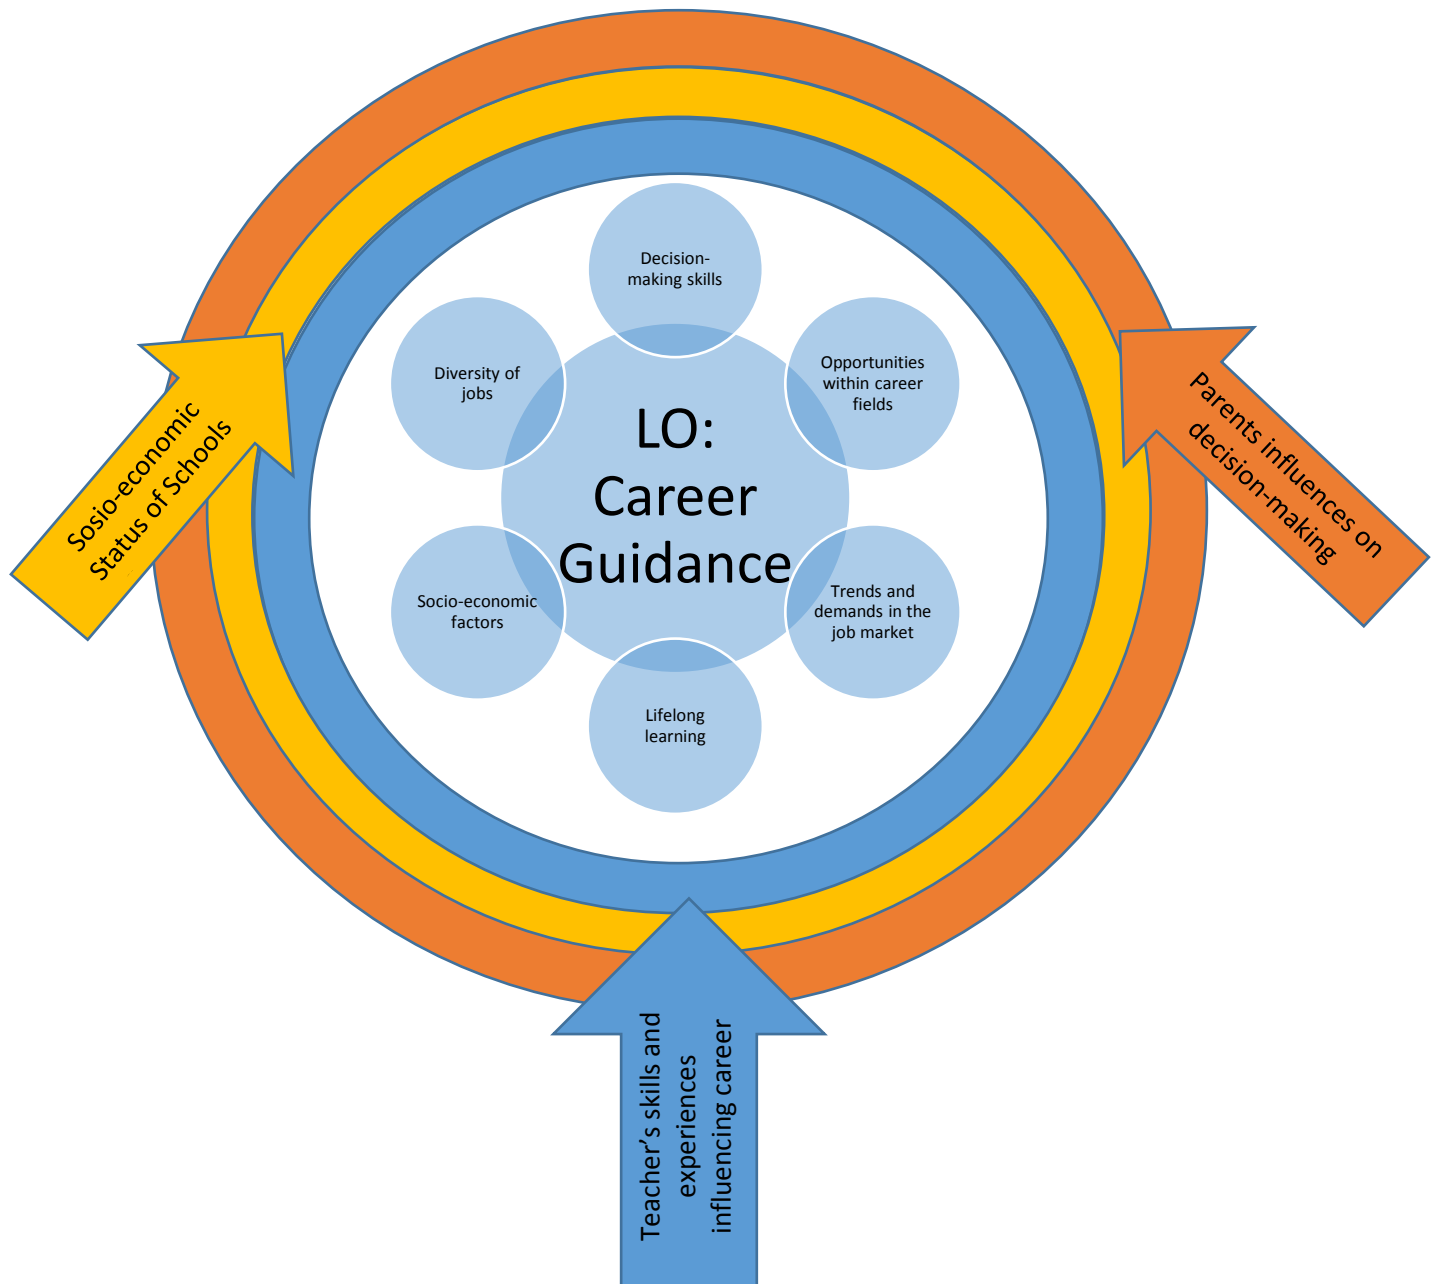 Decision-
making skills
Diversity of
jobs
Opportunities
within career
fields
LO:
Career
Guidance
Socio-economic
factors
Trends and
demands in the
job market
Lifelong
learning
Sosio-economic
Status of Schools
Parents influences on
decision-making
Teacher’s skills and
experiences
influencing career